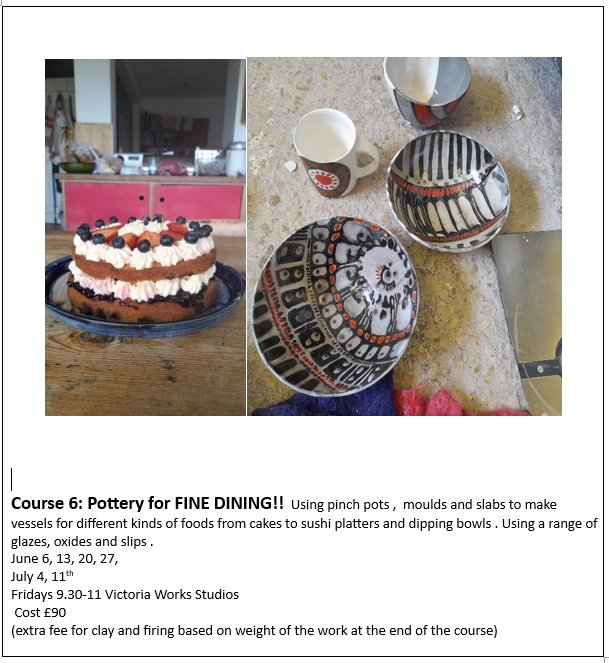 Course 6: Pottery for FINE DINING!! Using pinch pots , moulds and slabs to make
vessels for different kinds of foods from cakes to sushi platters and dipping bowls . Using a range of
glazes, oxides and slips .
June 6, 13, 20, 27,
July 4, 11th
Fridays 9.30-11 Victoria Works Studios
Cost £90
(extra fee for clay and firing based on weight of the work at the end of the course)